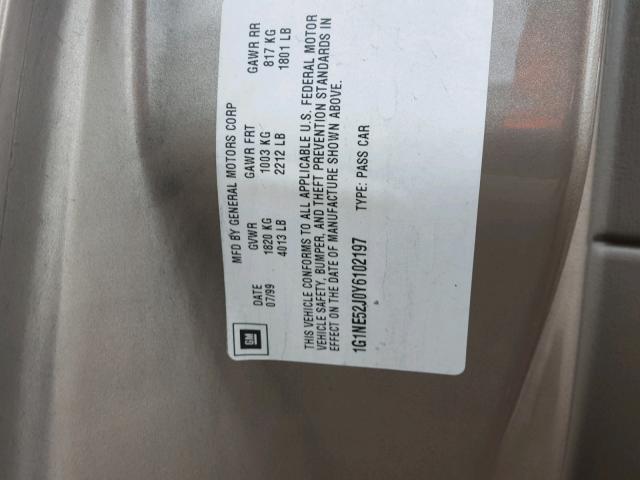 MFD BY GENERAL MOTORS CORP
DATE GVWR GAWR FRT GAWR RR
07/99 1820 KG 1003 KG 817 KG
4013 LB 2212 LB 1801 LB
THIS VEHICLE CONFORMS TO ALL APPLICABLE U.S. FEDERAL MOTOR
VEHICLE SAFETY, BUMPER, AND THEFT PREVENTION STANDARDS IN
EFFECT ON THE DATE OF MANUFACTURE SHOWN ABOVE.
1G1NE52J0Y6102197 TYPE: PASS CAR
GM